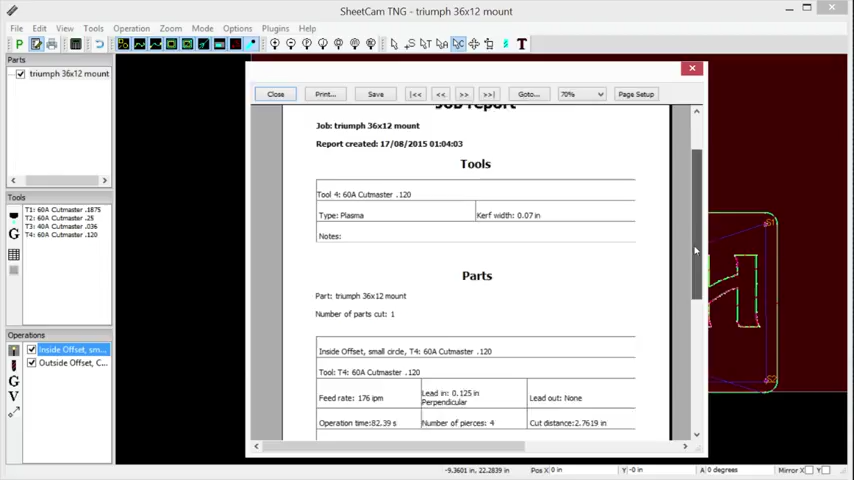 SheetCam TNG - triumph 36x12 mount
File Edit View Tools Operation Zoom Mode Options Plugins Help
Parts
triumph 36x12 mount
Tools
T1: 60A Cutmaster .1875
T2: 60A Cutmaster .25
T3: 40A Cutmaster .036
T4: 60A Cutmaster .120
Operations
Inside Offset, sm...
Outside Offset, C...
Close Print... Save |<< << >> >>| Goto... 70% Page Setup
Job report
Job: triumph 36x12 mount
Report created: 17/08/2015 01:04:03
Tools
Tool 4: 60A Cutmaster .120
Type: Plasma Kerf width: 0.07 in
Notes:
Parts
Part: triumph 36x12 mount
Number of parts cut: 1
Inside Offset, small circle, T4: 60A Cutmaster .120
Tool: T4: 60A Cutmaster .120
Feed rate: 176 ipm Lead in: 0.125 in Perpendicular Lead out: None
Operation time:82.39 s Number of pierces: 4 Cut distance:2.7619 in
-9.3601 in, 22.2839 in Pos X 0 in Y -0 in A 0 degrees Mirror X Y